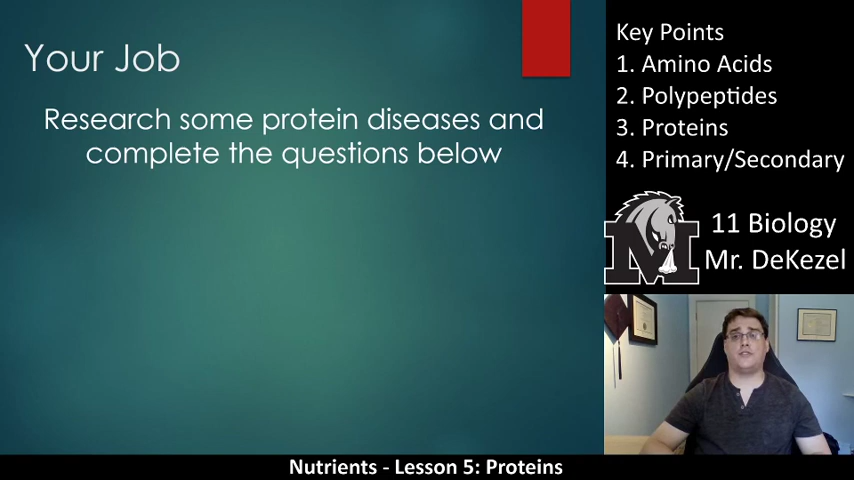 Your Job
Research some protein diseases and
complete the questions below
Key Points
1. Amino Acids
2. Polypeptides
3. Proteins
4. Primary/Secondary
M
11 Biology
Mr. DeKezel
Nutrients - Lesson 5: Proteins